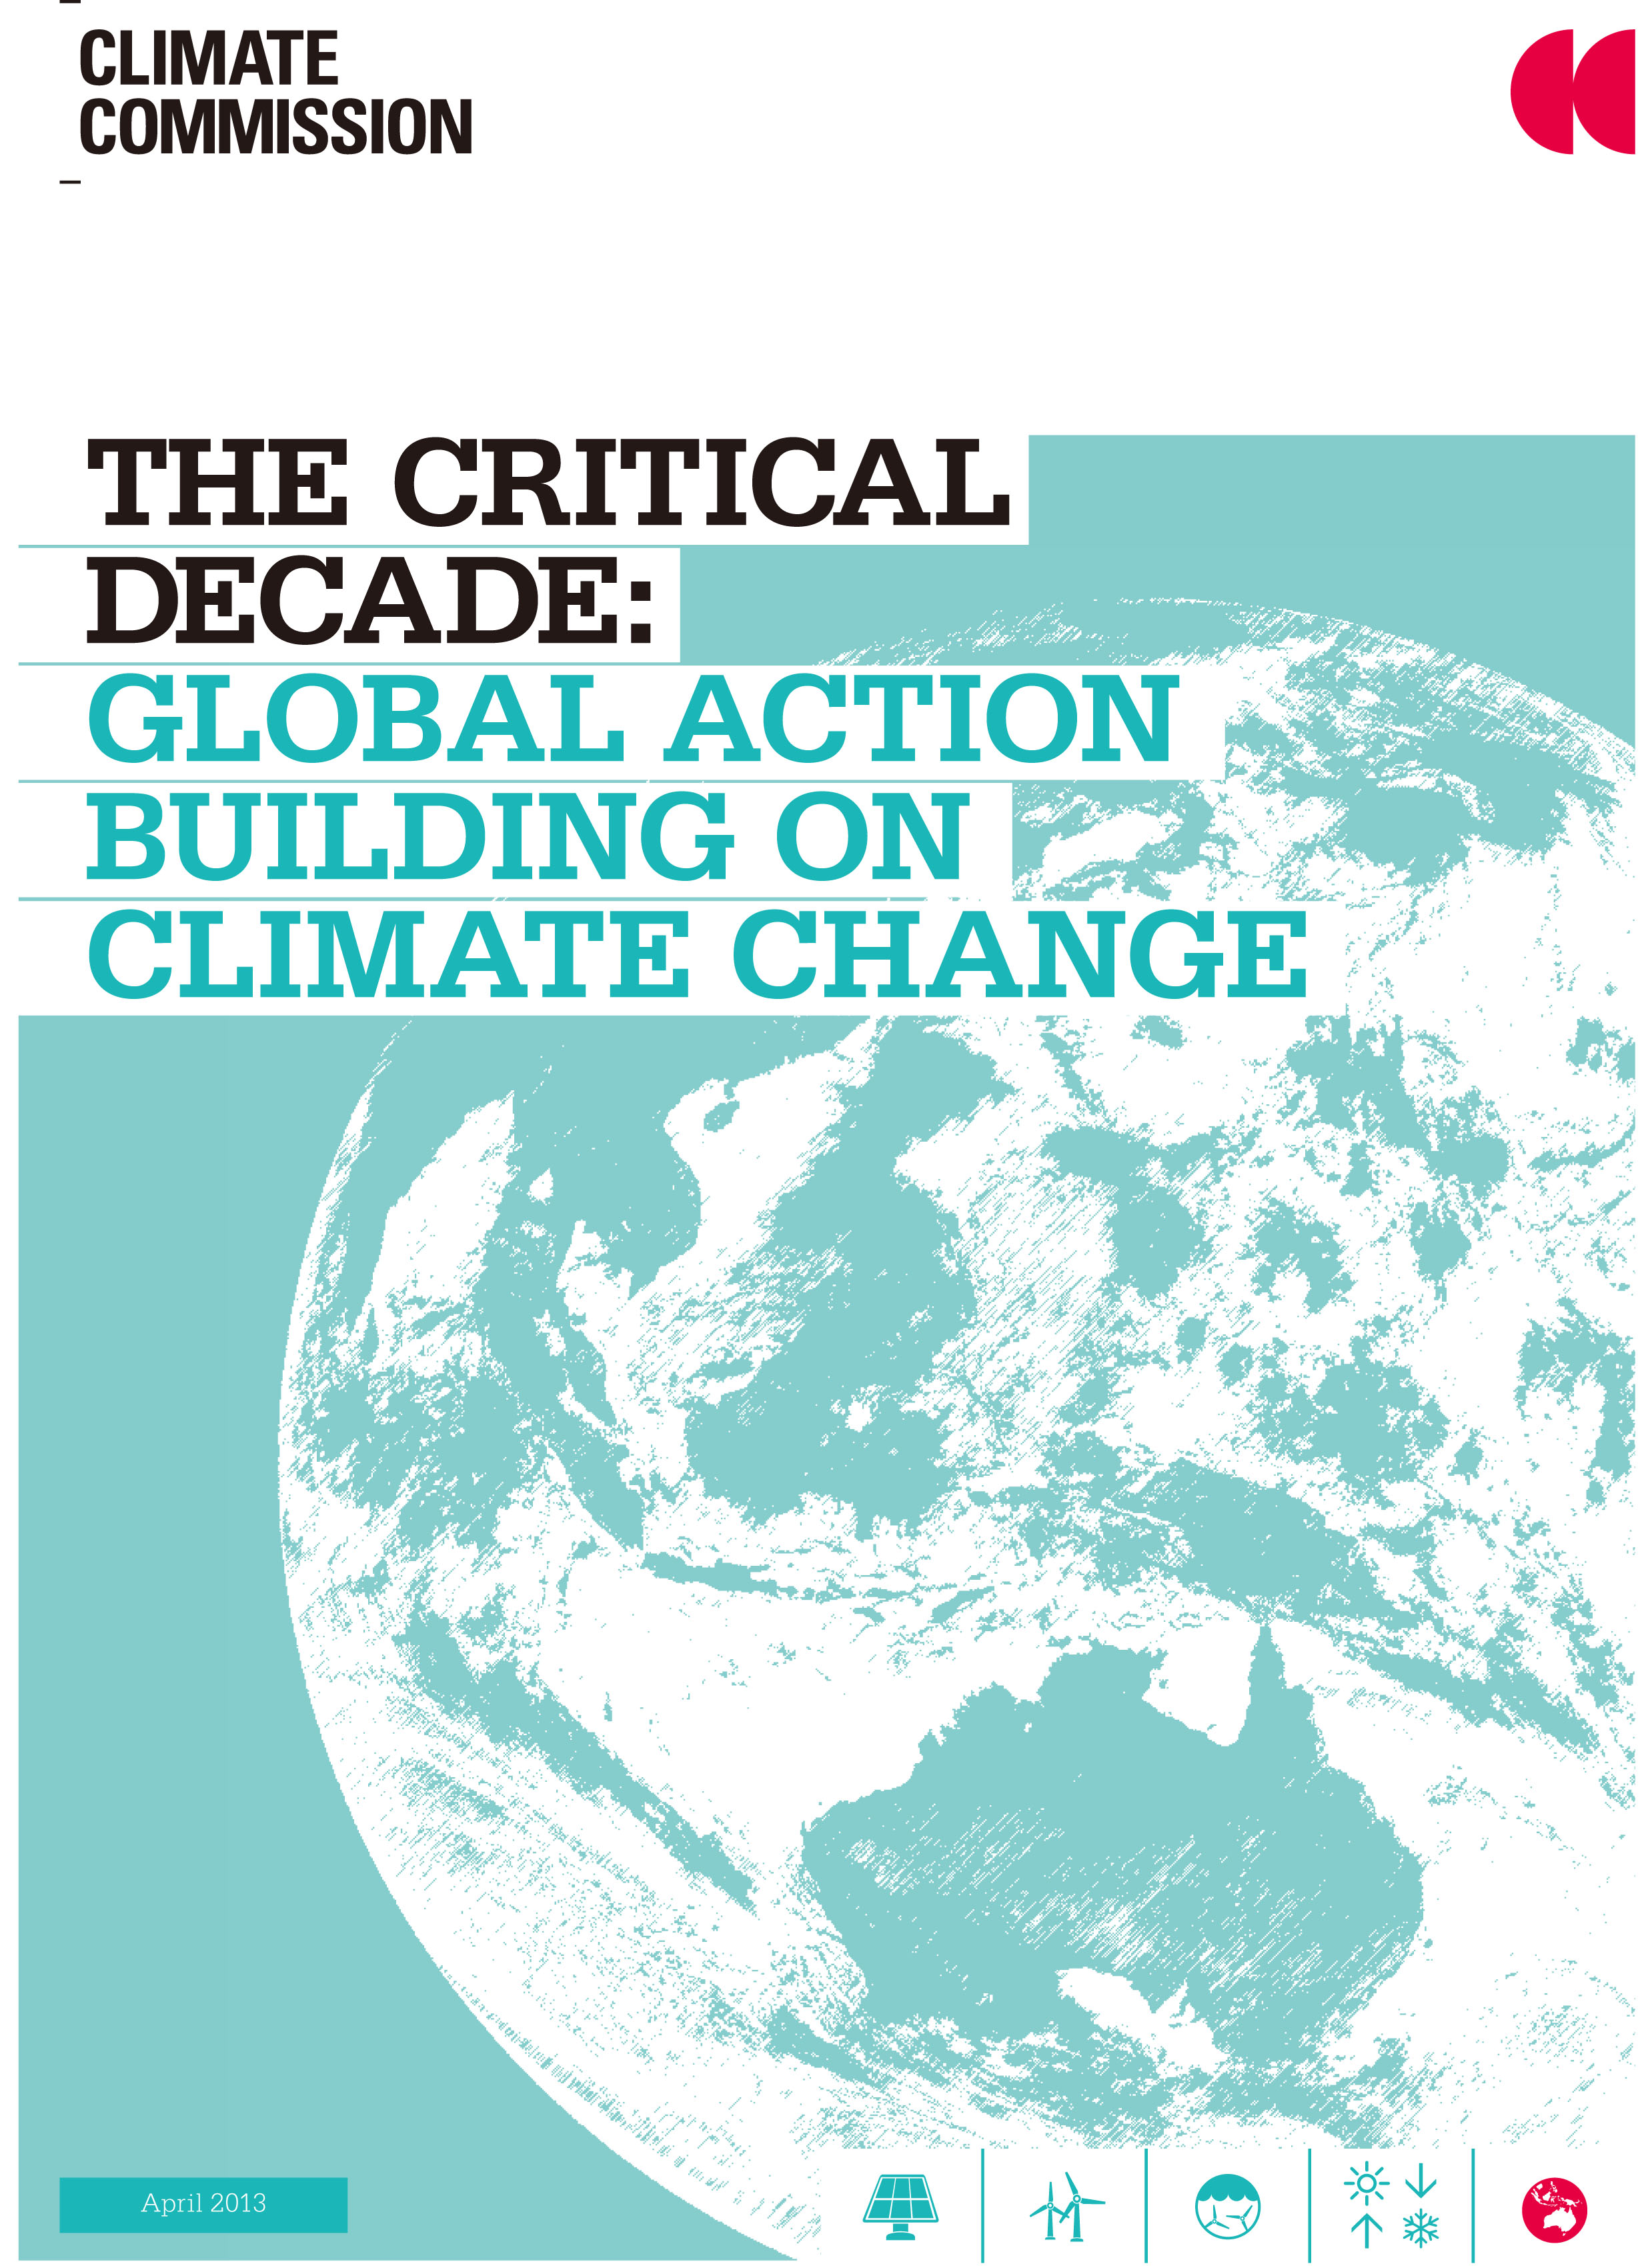 CLIMATE
COMMISSION
THE CRITICAL
DECADE:
GLOBAL ACTION
BUILDING ON
CLIMATE CHANGE
April 2013